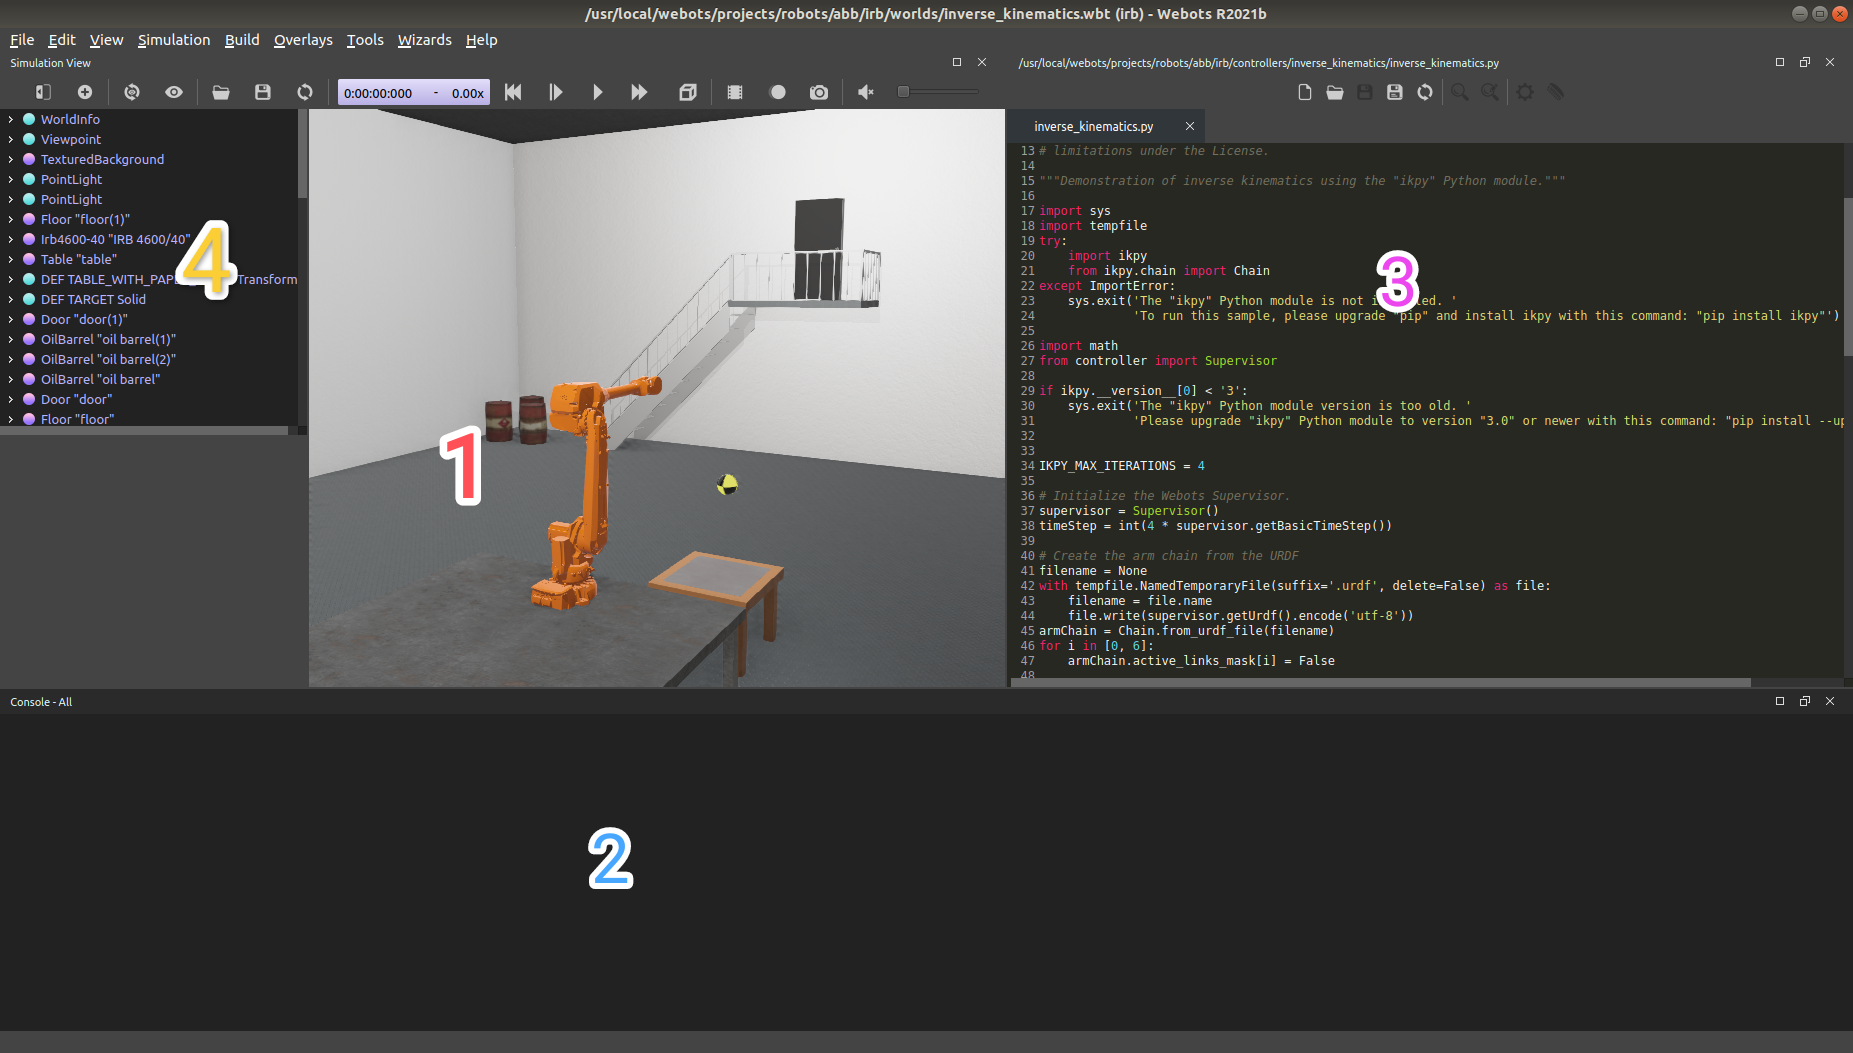 /usr/local/webots/projects/robots/abb/irb/worlds/inverse_kinematics.wbt (irb) - Webots R2021b
File Edit View Simulation Build Overlays Tools Wizards Help
Simulation View
0:00:00:000 - 0.00x
WorldInfo
Viewpoint
TexturedBackground
PointLight
PointLight
Floor "floor(1)"
Irb4600-40 "IRB 4600/40"
Table "table"
DEF TABLE_WITH_PAP Transform
DEF TARGET Solid
Door "door(1)"
OilBarrel "oil barrel(1)"
OilBarrel "oil barrel(2)"
OilBarrel "oil barrel"
Door "door"
Floor "floor"
4
1
/usr/local/webots/projects/robots/abb/irb/controllers/inverse_kinematics/inverse_kinematics.py
inverse_kinematics.py
13 # limitations under the License.
14
15 """Demonstration of inverse kinematics using the "ikpy" Python module."""
16
17 import sys
18 import tempfile
19 try:
20     import ikpy
21     from ikpy.chain import Chain
22 except ImportError:
23     sys.exit('The "ikpy" Python module is not i led. '
24              'To run this sample, please upgrade "pip" and install ikpy with this command: "pip install ikpy"')
25
26 import math
27 from controller import Supervisor
28
29 if ikpy.__version__[0] < '3':
30     sys.exit('The "ikpy" Python module version is too old. '
31              'Please upgrade "ikpy" Python module to version "3.0" or newer with this command: "pip install --up
32
33
34 IKPY_MAX_ITERATIONS = 4
35
36 # Initialize the Webots Supervisor.
37 supervisor = Supervisor()
38 timeStep = int(4 * supervisor.getBasicTimeStep())
39
40 # Create the arm chain from the URDF
41 filename = None
42 with tempfile.NamedTemporaryFile(suffix='.urdf', delete=False) as file:
43     filename = file.name
44     file.write(supervisor.getUrdf().encode('utf-8'))
45 armChain = Chain.from_urdf_file(filename)
46 for i in [0, 6]:
47     armChain.active_links_mask[i] = False
48
3
Console - All
2